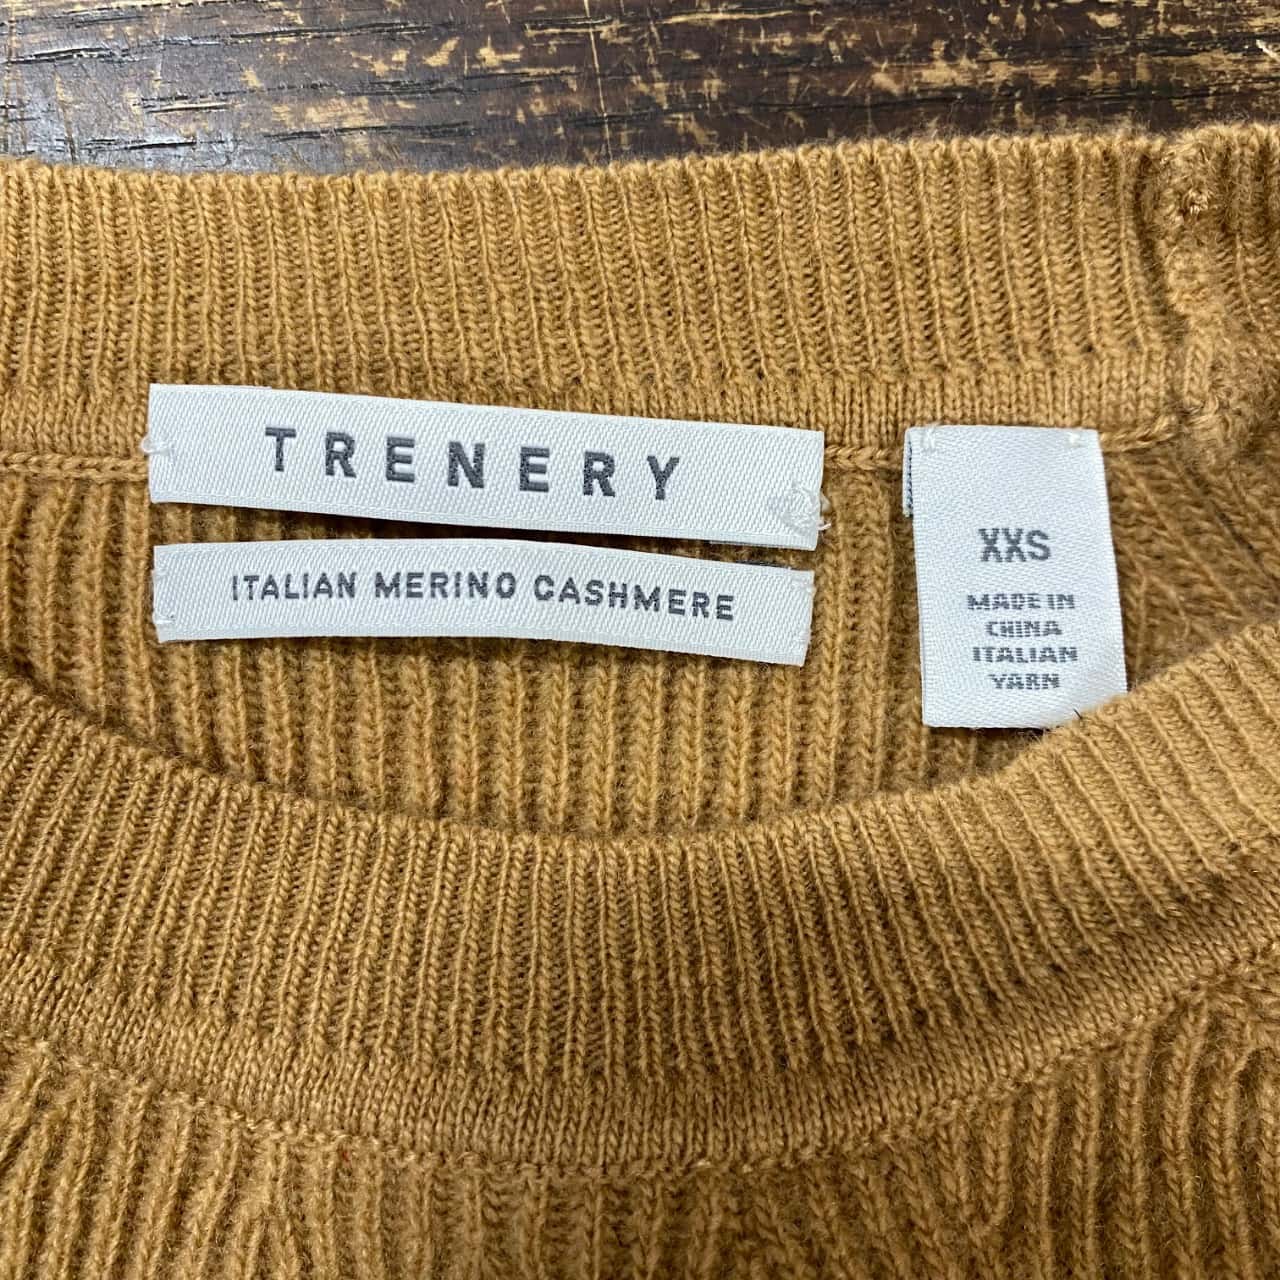 TRENERY
ITALIAN MERINO CASHMERE
XXS
MADE IN
CHINA
ITALIAN
YARN